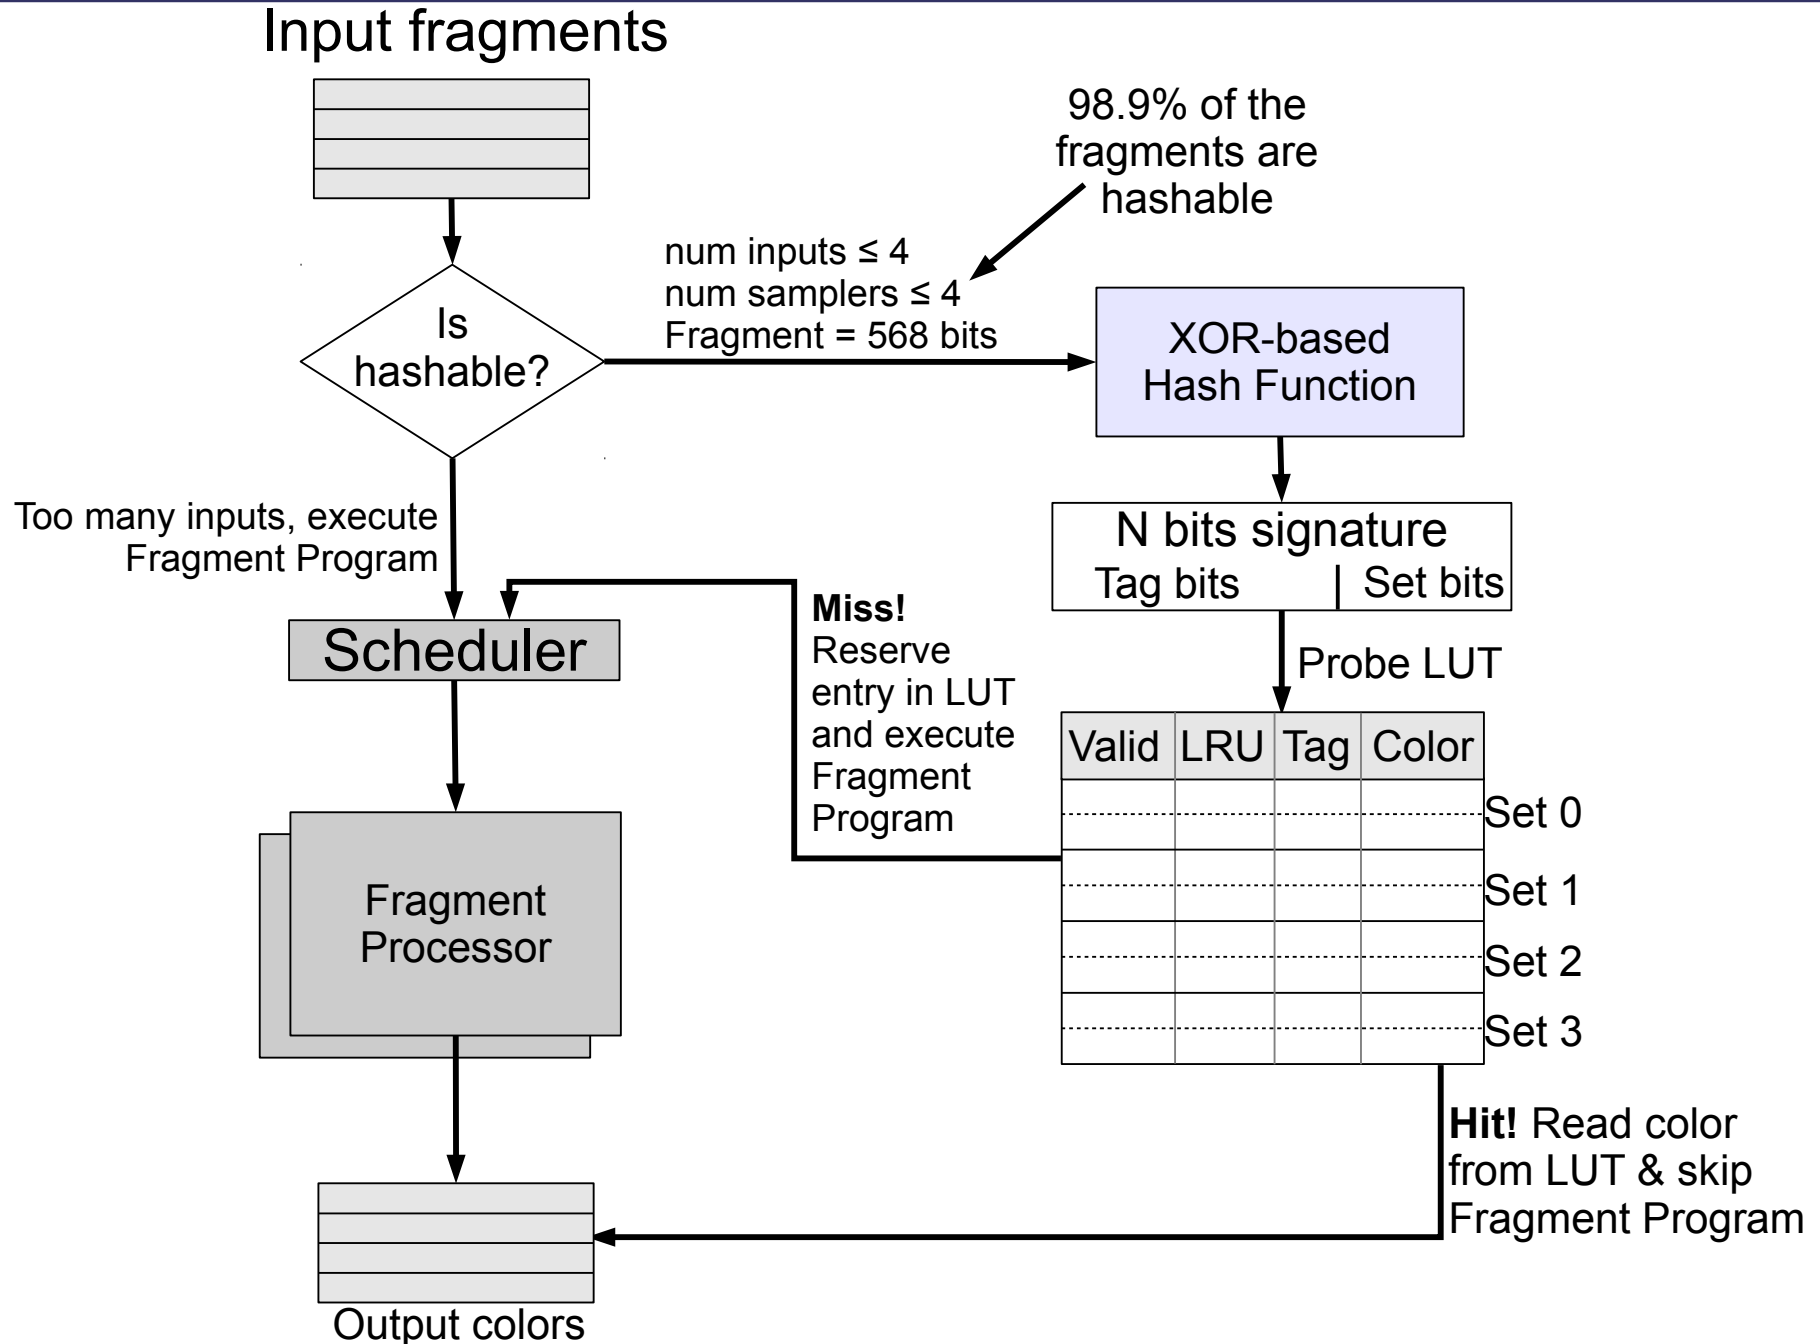 Input fragments
98.9% of the
fragments are
hashable
num inputs ≤ 4
num samplers ≤ 4
Fragment = 568 bits
Is
hashable?
XOR-based
Hash Function
Too many inputs, execute
Fragment Program
N bits signature
Tag bits | Set bits
Scheduler
Miss!
Reserve
entry in LUT
and execute
Fragment
Program
Probe LUT
Valid LRU Tag Color
Set 0
Set 1
Set 2
Set 3
Fragment
Processor
Hit! Read color
from LUT & skip
Fragment Program
Output colors